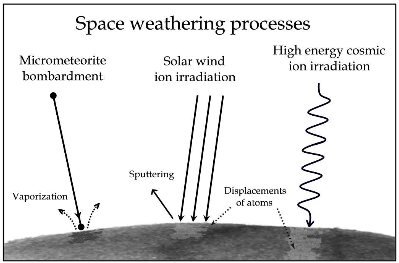 Space weathering processes
Micrometeorite
bombardment
Solar wind
ion irradiation
High energy cosmic
ion irradiation
Vaporization
Sputtering
Displacements
of atoms